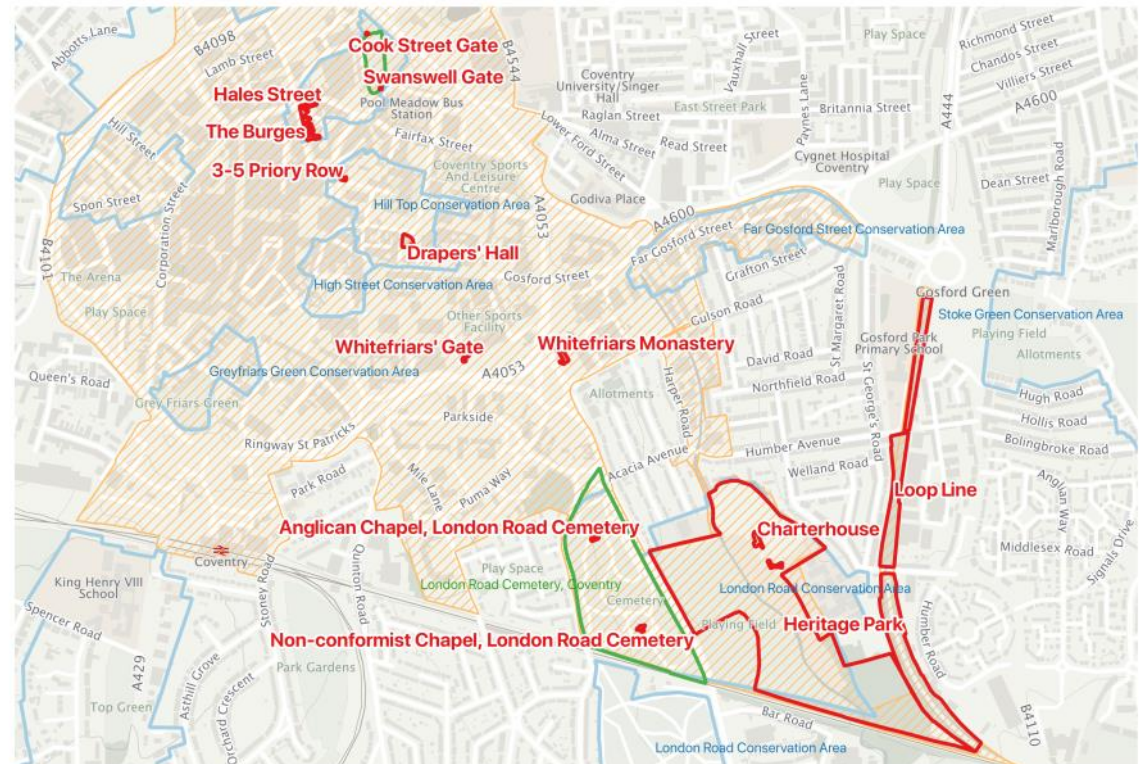 Abbotts Lane
B4098
Lamb Street
Cook Street Gate
B4544
Swanswell Gate
Hales Street
Pool Meadow Bus
Station
The Burges
Fairfax Street
Hill Street
3-5 Priory Row
Coventry Sports
And Leisure
Centre
Hill Top Conservation Area
Spon Street
Corporation Street
B4101
The Arena
Play Space
Drapers' Hall
High Street Conservation Area
Gosford Street
Other Sports
Facility
A4053
Coventry
University/Singer
Hall
Raglan Street
Alma Street
Lower Ford Street
Read Street
East Street Park
Vauxhall Street
Paynes Lane
Britannia Street
Play Space
Richmond Street
Chandos Street
Villiers Street
A444
A4600
Cygnet Hospital
Coventry
Play Space
Dean Street
Marlborough Road
Godiva Place
A4600
Far Gosford Street
Far Gosford Street Conservation Area
Grafton Street
Gulson Road
St Margaret Road
Gosford Green
Stoke Green Conservation Area
Playing Field
Allotments
Gosford Park
Primary School
Whitefriars' Gate
A4053
Whitefriars Monastery
David Road
Northfield Road
St George's Road
Hugh Road
Hollis Road
Bolingbroke Road
Queen's Road
Greyfriars Green Conservation Area
Grey Friars Green
Parkside
Allotments
Harper Road
Humber Avenue
Welland Road
Acacia Avenue
Ringway St Patricks
Park Road
Mile Lane
Puma Way
Loop Line
Anglian Way
Middlesex Road
Signals Drive
Anglican Chapel, London Road Cemetery
Charterhouse
Coventry
King Henry VIII
School
Stoney Road
Quinton Road
Play Space
London Road Cemetery, Coventry
Cemetery
London Road Conservation Area
Spencer Road
Non-conformist Chapel, London Road Cemetery
Playing Field
Heritage Park
Humber Road
A429
Asthill Grove
Orchard Crescent
Park Gardens
Top Green
Bar Road
London Road Conservation Area
B4110